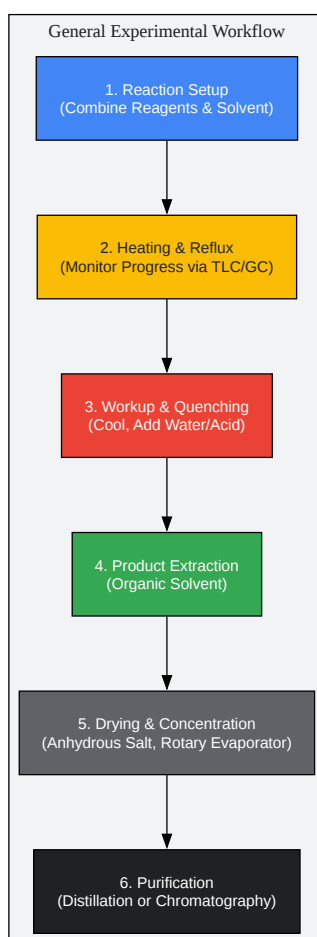 General Experimental Workflow
1. Reaction Setup
(Combine Reagents & Solvent)
2. Heating & Reflux
(Monitor Progress via TLC/GC)
3. Workup & Quenching
(Cool, Add Water/Acid)
4. Product Extraction
(Organic Solvent)
5. Drying & Concentration
(Anhydrous Salt, Rotary Evaporator)
6. Purification
(Distillation or Chromatography)